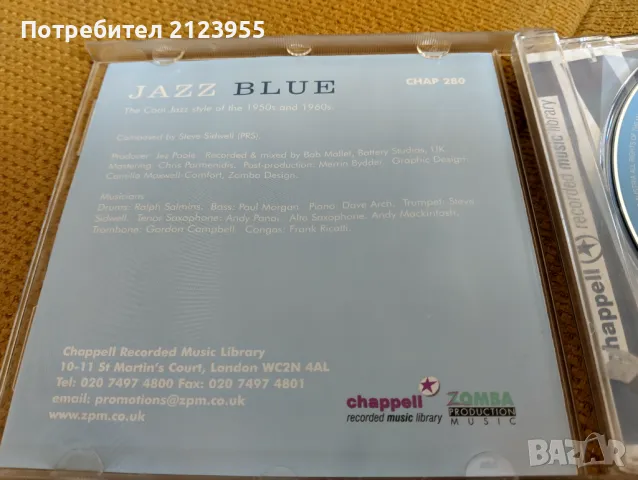 Потребител 2123955
JAZZ BLUE
CHAP 280
The Cool Jazz style of the 1950s and 1960s
Composed by Steve Sidwell (PRS)
Producer: Jes Poole Recorded & mixed by Bob Mallet, Battery Studios, UK
Mastering: Chris Parmenidis. Post-production: Merrin Rydder. Graphic Design:
Camilla Maxwell-Comfort, Zomba Design.
Musicians
Drums: Ralph Salmins, Bass: Paul Morgan Piano: Dave Arch, Trumpet: Steve
Sidwell, Tenor Saxophone: Andy Panai, Alto Saxophone: Andy Mackintosh,
Trombone: Gordon Campbell, Congas: Frank Ricotti.
Chappell Recorded Music Library
10-11 St Martin's Court, London WC2N 4AL
Tel: 020 7497 4800 Fax: 020 7497 4801
email: promotions@zpm.co.uk
www.zpm.co.uk
chappell
recorded music library
ZOMBA
PRODUCTION
MUSIC
chappell recorded music library
BAZAR